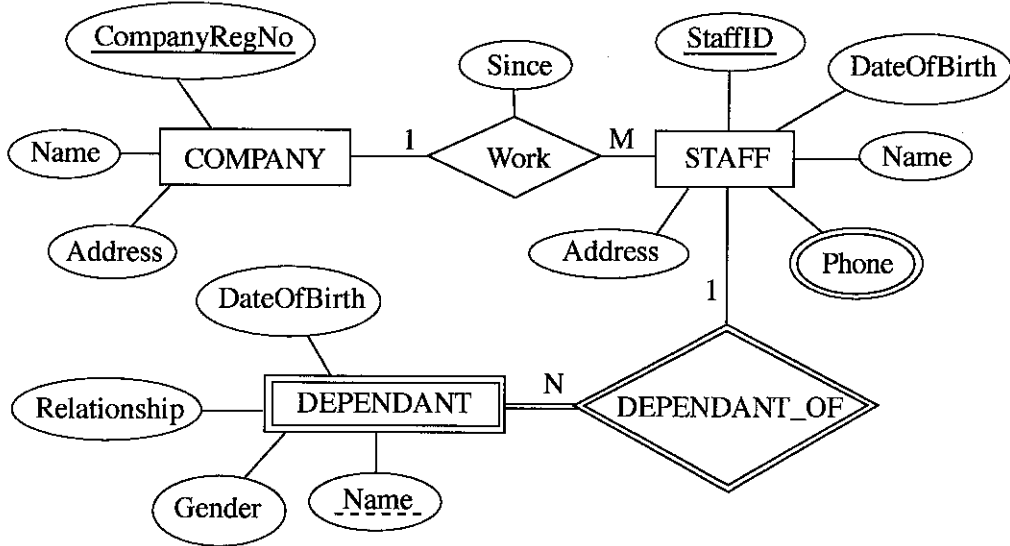 CompanyRegNo
StaffID
Since
DateOfBirth
Name
COMPANY
1
Work
M
STAFF
Name
Address
Address
Phone
DateOfBirth
1
Relationship
DEPENDANT
N
DEPENDANT_OF
Gender
Name